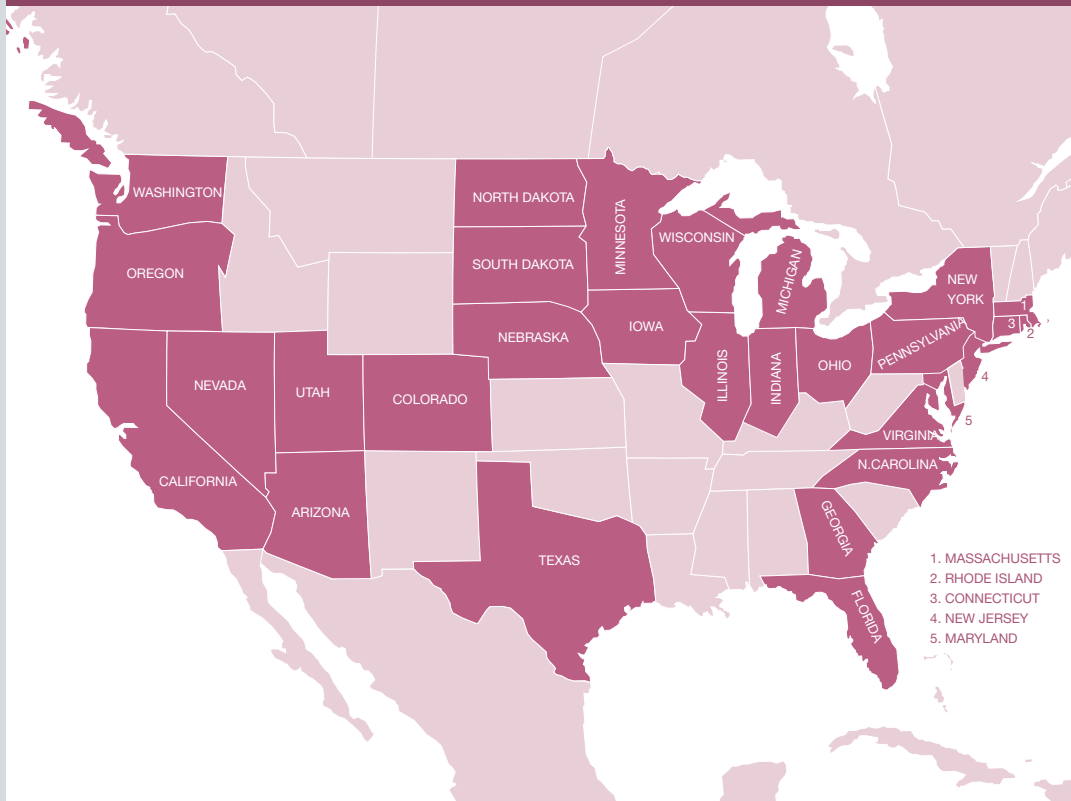 WASHINGTON
OREGON
CALIFORNIA
NEVADA
UTAH
ARIZONA
COLORADO
NORTH DAKOTA
SOUTH DAKOTA
NEBRASKA
TEXAS
MINNESOTA
IOWA
WISCONSIN
ILLINOIS
MICHIGAN
INDIANA
OHIO
PENNSYLVANIA
NEW
YORK
1
3
2
4
5
VIRGINIA
N.CAROLINA
GEORGIA
FLORIDA
1. MASSACHUSETTS
2. RHODE ISLAND
3. CONNECTICUT
4. NEW JERSEY
5. MARYLAND